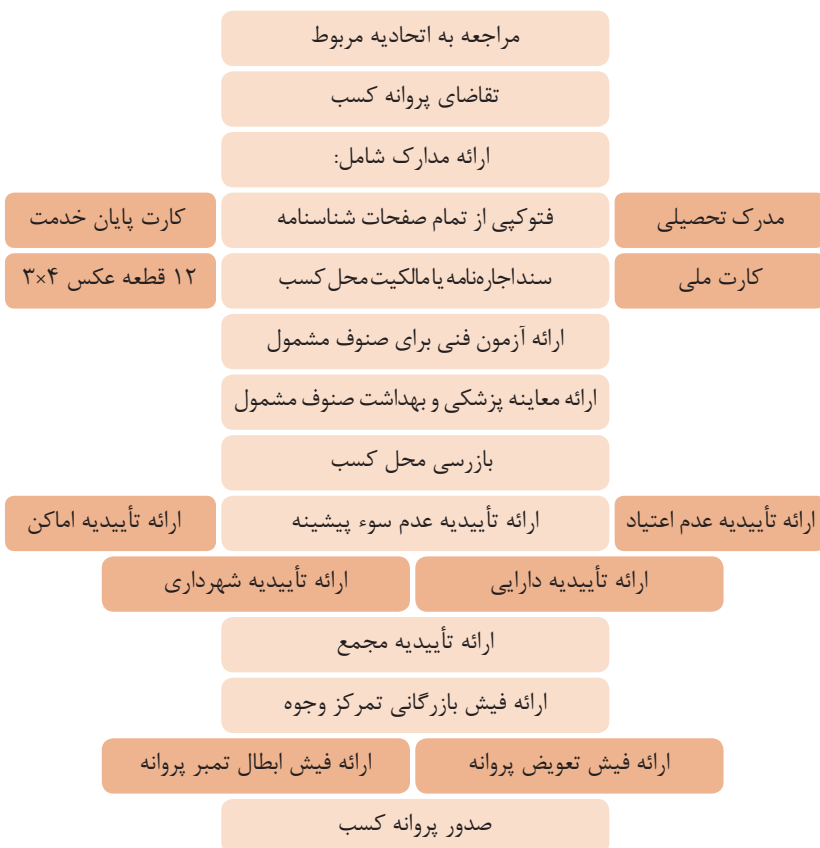 مراجعه به اتحادیه مربوط
تقاضای پروانه کسب
ارائه مدارک شامل:
مدرک تحصیلی
فتوکپی از تمام صفحات شناسنامه
کارت پایان خدمت
کارت ملی
سند اجاره‌نامه یا مالکیت محل کسب
۱۲ قطعه عکس ۴×۳
ارائه آزمون فنی برای صنوف مشمول
ارائه معاینه پزشکی و بهداشت صنوف مشمول
بازرسی محل کسب
ارائه تأییدیه عدم اعتیاد
ارائه تأییدیه عدم سوء پیشینه
ارائه تأییدیه اماکن
ارائه تأییدیه دارایی
ارائه تأییدیه شهرداری
ارائه تأییدیه مجمع
ارائه فیش بازرگانی تمرکز وجوه
ارائه فیش تعویض پروانه
ارائه فیش ابطال تمبر پروانه
صدور پروانه کسب